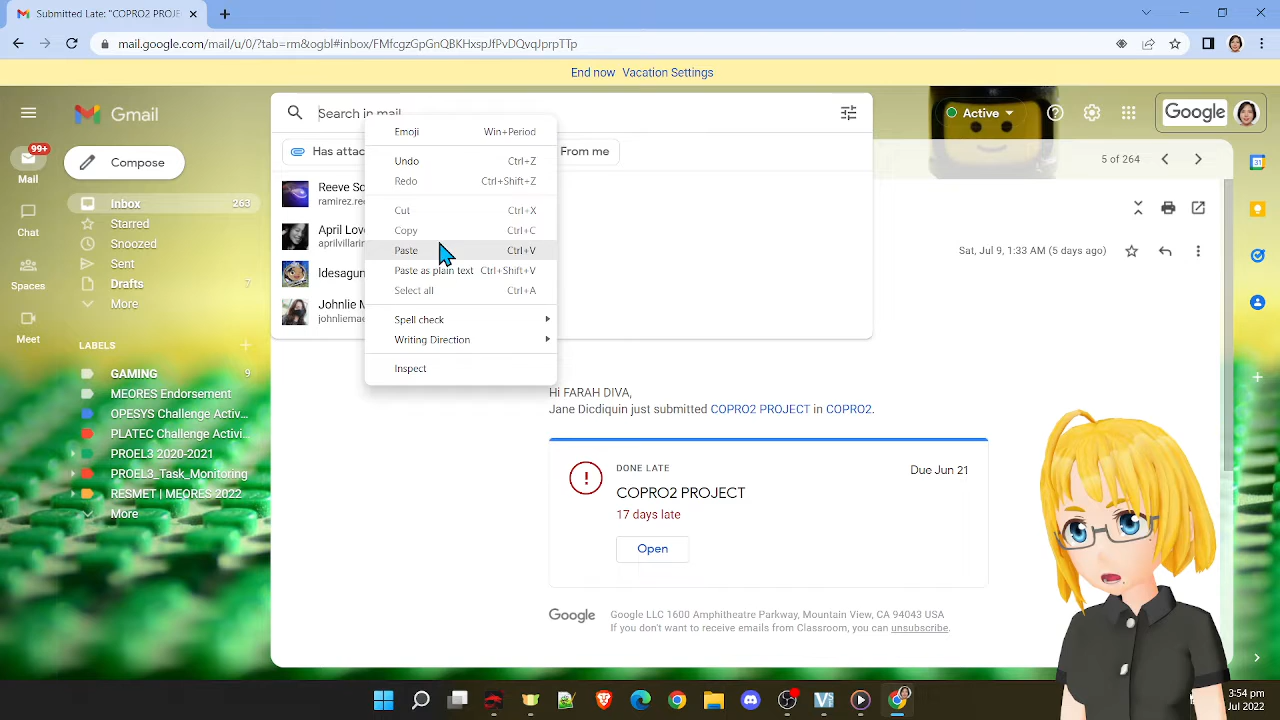 Submitted Late: "COPRO2 PROJE
mail.google.com/mail/u/0/?tab=rm&ogbl#inbox/FMfcgzGpGnQBKHxspJfPvDQvqJprpTTp
End now Vacation Settings
Gmail
Search in mail
Active
Google
99+
Mail
Compose
Has attac
From me
5 of 264
Emoji Win+Period
Undo Ctrl+Z
Redo Ctrl+Shift+Z
Cut Ctrl+X
Copy Ctrl+C
Paste Ctrl+V
Paste as plain text Ctrl+Shift+V
Select all Ctrl+A
Spell check
Writing Direction
Inspect
Reeve Sc
ramirez.re
April Love
aprilvillarin
Idesagun
Johnlie M
johnliemae
Inbox 263
Starred
Snoozed
Sent
Drafts 7
More
Chat
Spaces
Meet
LABELS
GAMING 9
MEORES Endorsement
OPESYS Challenge Activ...
PLATEC Challenge Activi...
PROEL3 2020-2021
PROEL3_Task_Monitoring
RESMET | MEORES 2022
More
Sat, Jul 9, 1:33 AM (5 days ago)
Hi FARAH DIVA,
Jane Dicdiquin just submitted COPRO2 PROJECT in COPRO2.
DONE LATE
Due Jun 21
COPRO2 PROJECT
17 days late
Open
Google
Google LLC 1600 Amphitheatre Parkway, Mountain View, CA 94043 USA
If you don't want to receive emails from Classroom, you can unsubscribe.
3:54 pm
Jul 2022